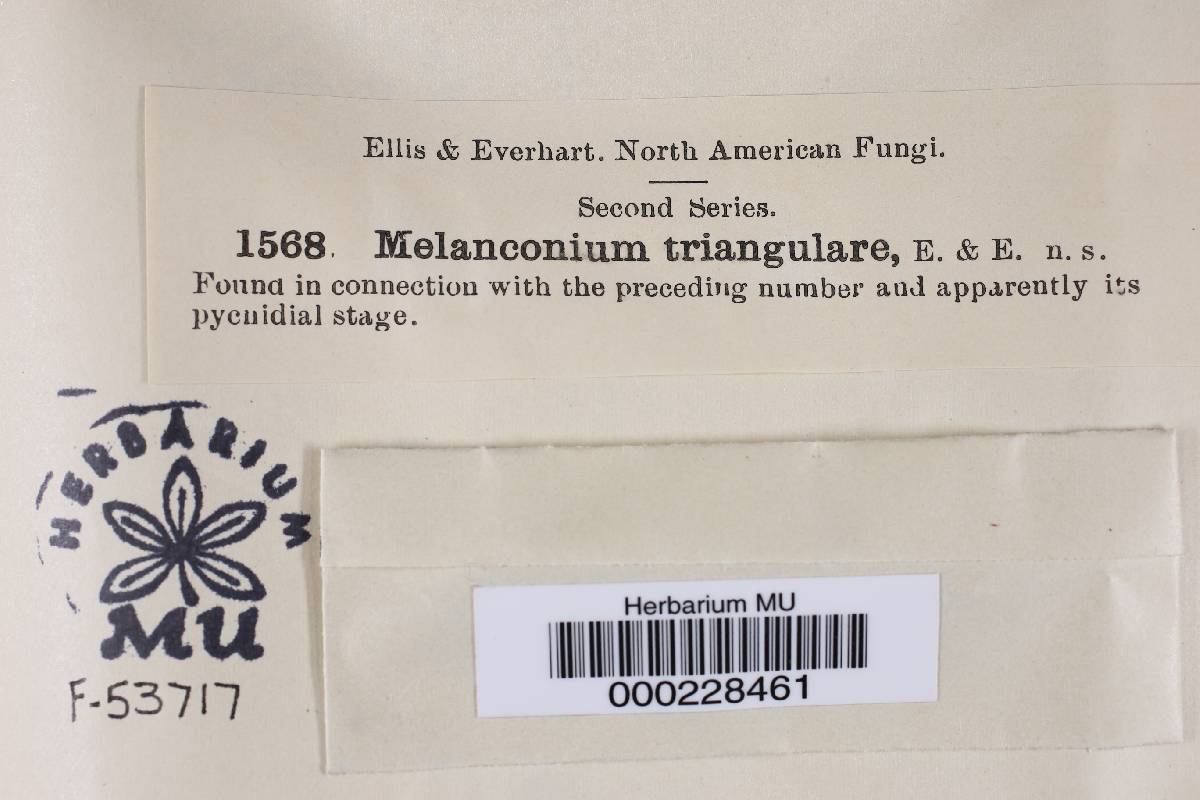 Ellis & Everhart. North American Fungi.
Second Series.
1568. Melanconium triangulare, E. & E. n. s.
Found in connection with the preceding number and apparently its
pycnidial stage.
HERBARIUM
MU
F-53717
Herbarium MU
000228461